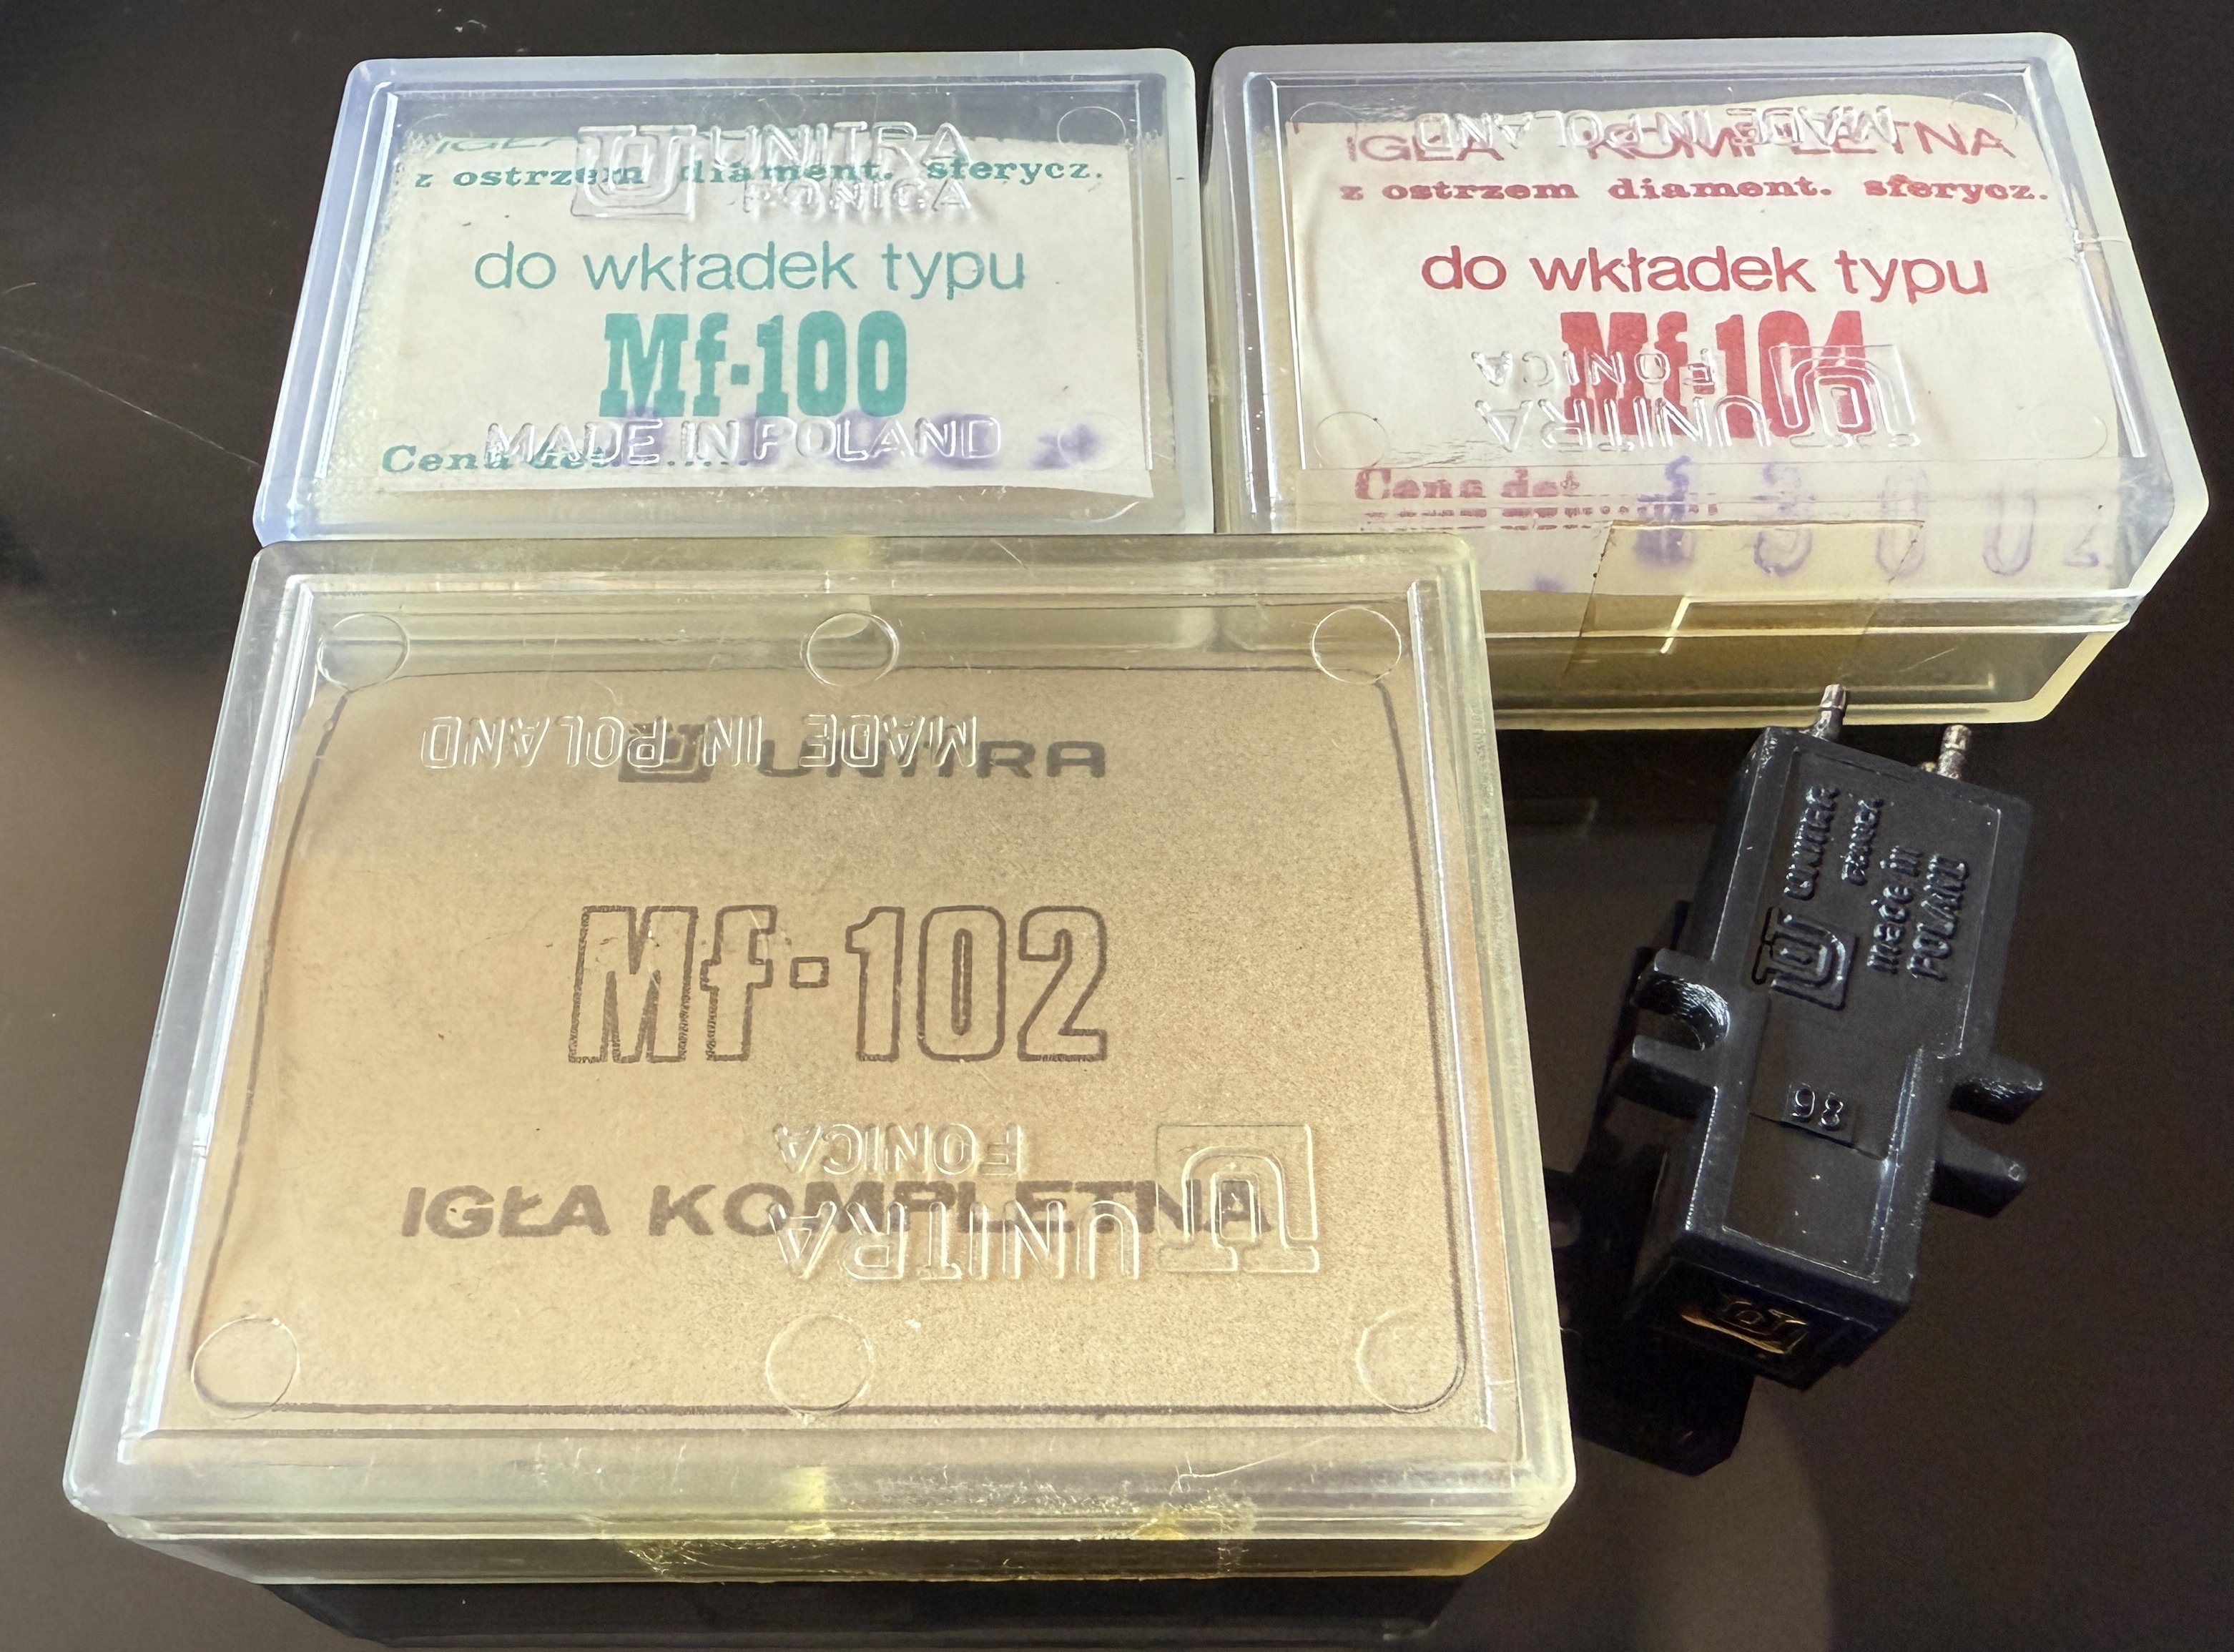 UNITRA
FONICA
z ostrzem diament. sferycz.
do wkładek typu
Mf-100
MADE IN POLAND
Cena det.
IGŁA KOMPLETNA
MADE IN POLAND
z ostrzem diament. sferycz.
do wkładek typu
Mf-104
FONICA
UNITRA
Cena det.
1300 z
UNITRA
MADE IN POLAND
Mf-102
FONICA
IGŁA KOMPLETNA
UNITRA
UNITRA
FONICA
made in
POLAND
98